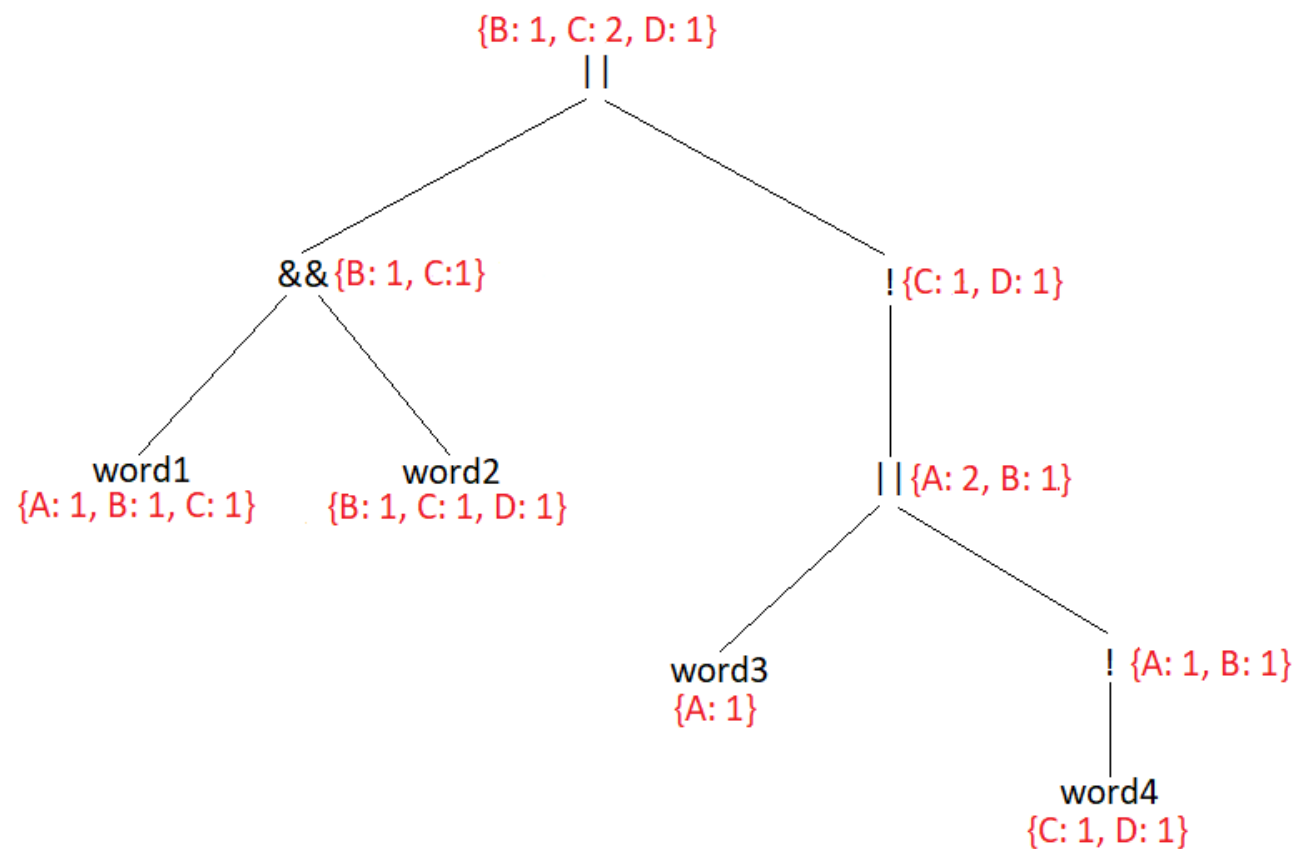 {B: 1, C: 2, D: 1}
||
&& {B: 1, C:1}
! {C: 1, D: 1}
word1
{A: 1, B: 1, C: 1}
word2
{B: 1, C: 1, D: 1}
|| {A: 2, B: 1}
word3
{A: 1}
! {A: 1, B: 1}
word4
{C: 1, D: 1}